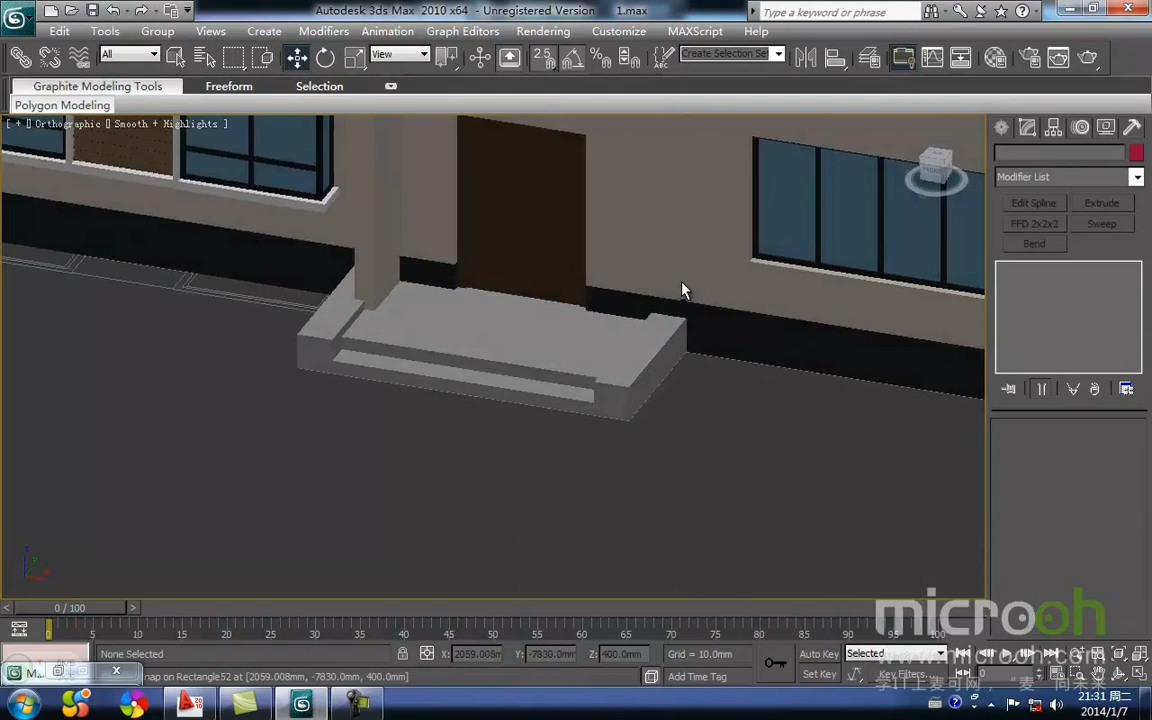 Autodesk 3ds Max 2010 x64 - Unregistered Version 1.max
Type a keyword or phrase
Edit Tools Group Views Create Modifiers Animation Graph Editors Rendering Customize MAXScript Help
All View 2.5 Create Selection Se
Graphite Modeling Tools Freeform Selection
Polygon Modeling
[ + ][ Orthographic ][ Smooth + Highlights ]
Modifier List
Edit Spline Extrude
FFD 2x2x2 Sweep
Bend
0 / 100
0 5 10 15 20 25 30 35 40 45 50 55 60 65 70 75 80 85 90 95 100
microoh
www.microoh.com
None Selected X: 2059.008m Y: -7830.0mm Z: 400.0mm Grid = 10.0mm Auto Key Selected
M... nap on Rectangle52 at [2059.008mm, -7830.0mm, 400.0mm] Add Time Tag Set Key Key Filters... 0
21:31 周二
2014/1/7